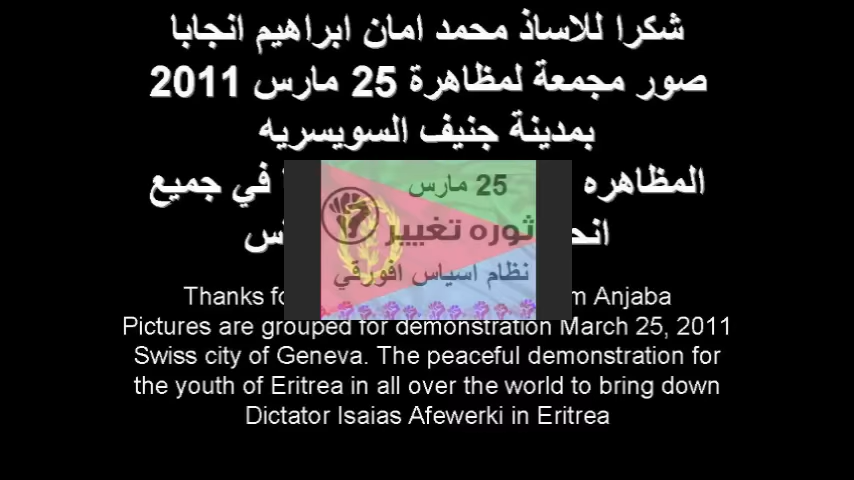 شكرا للاساذ محمد امان ابراهيم انجابا
صور مجمعة لمظاهرة 25 مارس 2011
بمدينة جنيف السويسريه
المظاهره في جميع
25 مارس
ثوره تغيير
نظام اسياس افورقي
Thanks Anjaba
Pictures are grouped for demonstration March 25, 2011
Swiss city of Geneva. The peaceful demonstration for
the youth of Eritrea in all over the world to bring down
Dictator Isaias Afewerki in Eritrea